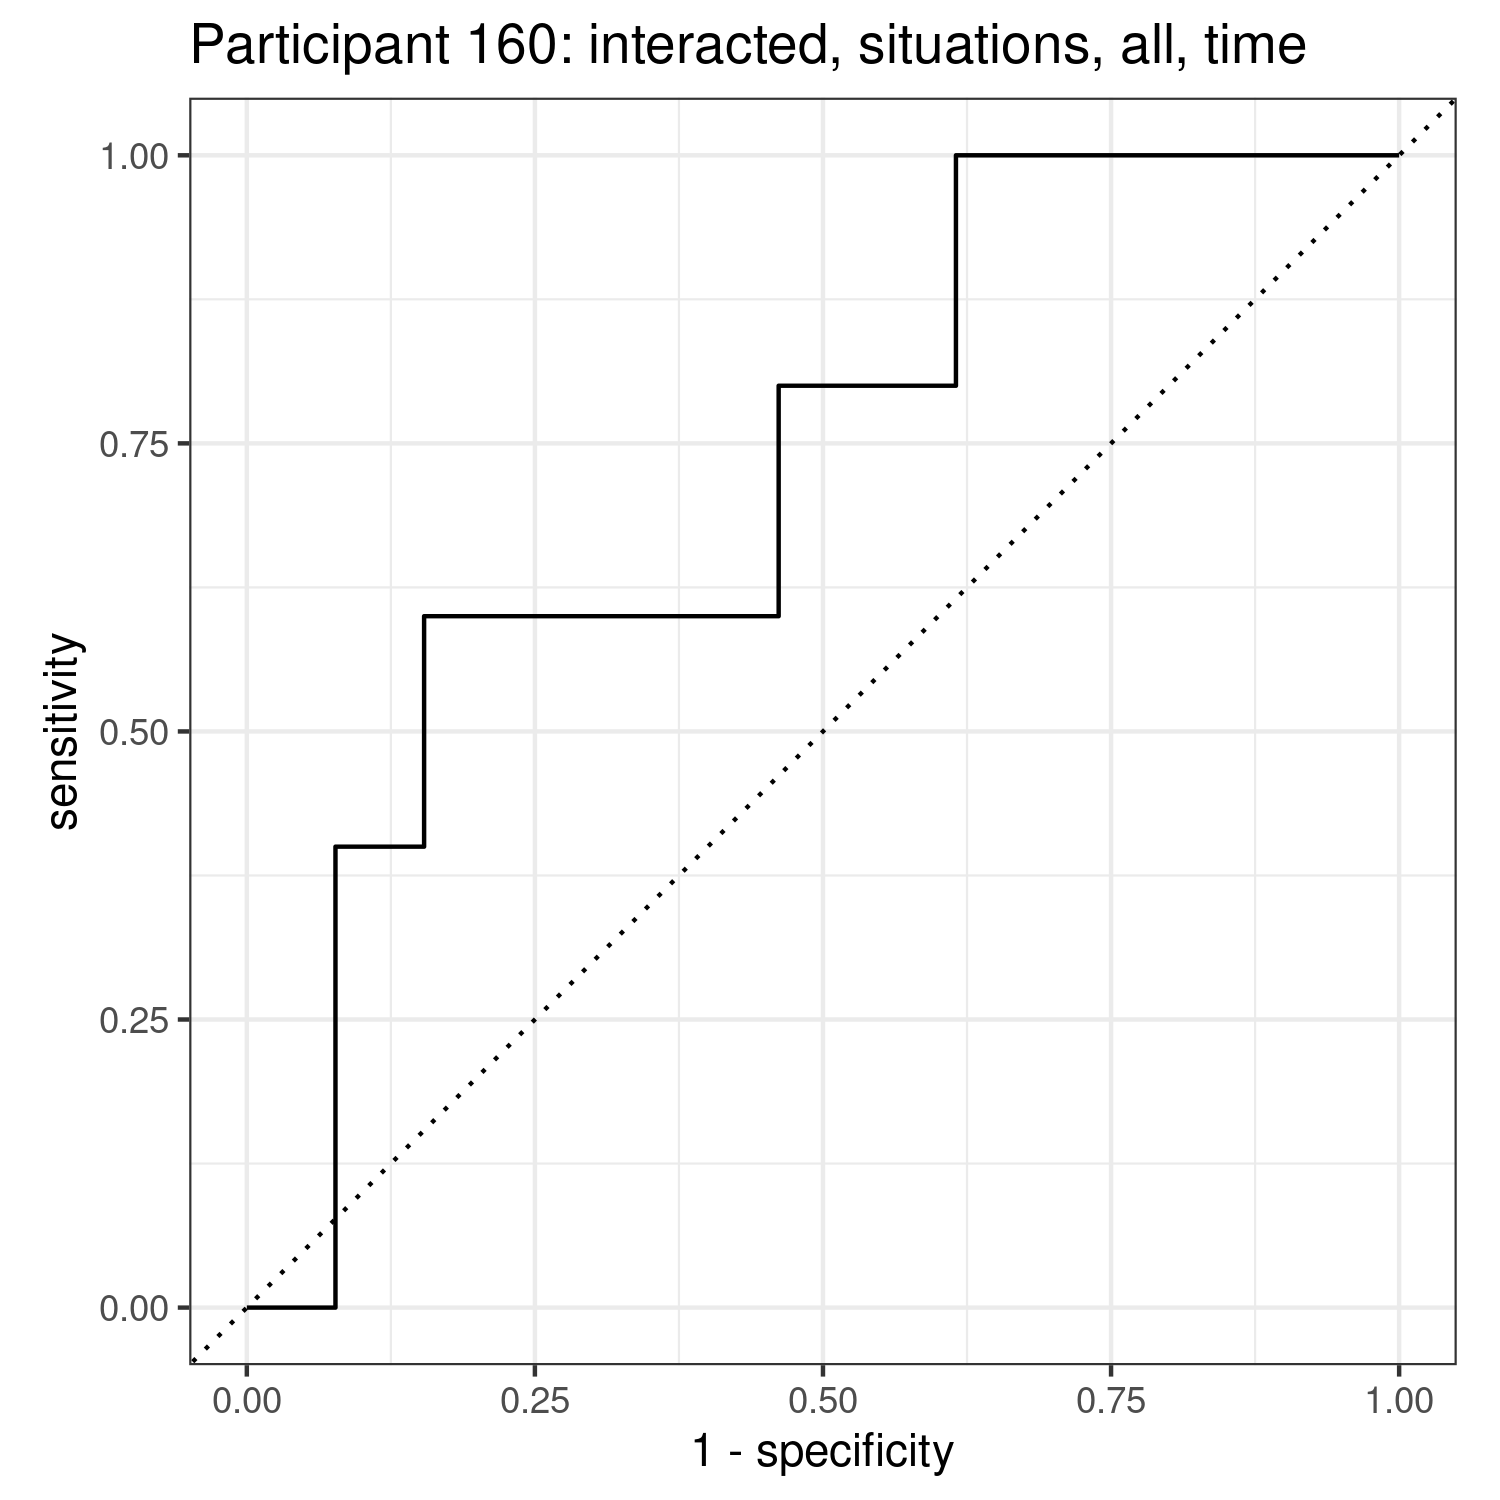 Participant 160: interacted, situations, all, time
1.00
0.75
0.50
0.25
0.00
sensitivity
0.00 0.25 0.50 0.75 1.00
1 - specificity